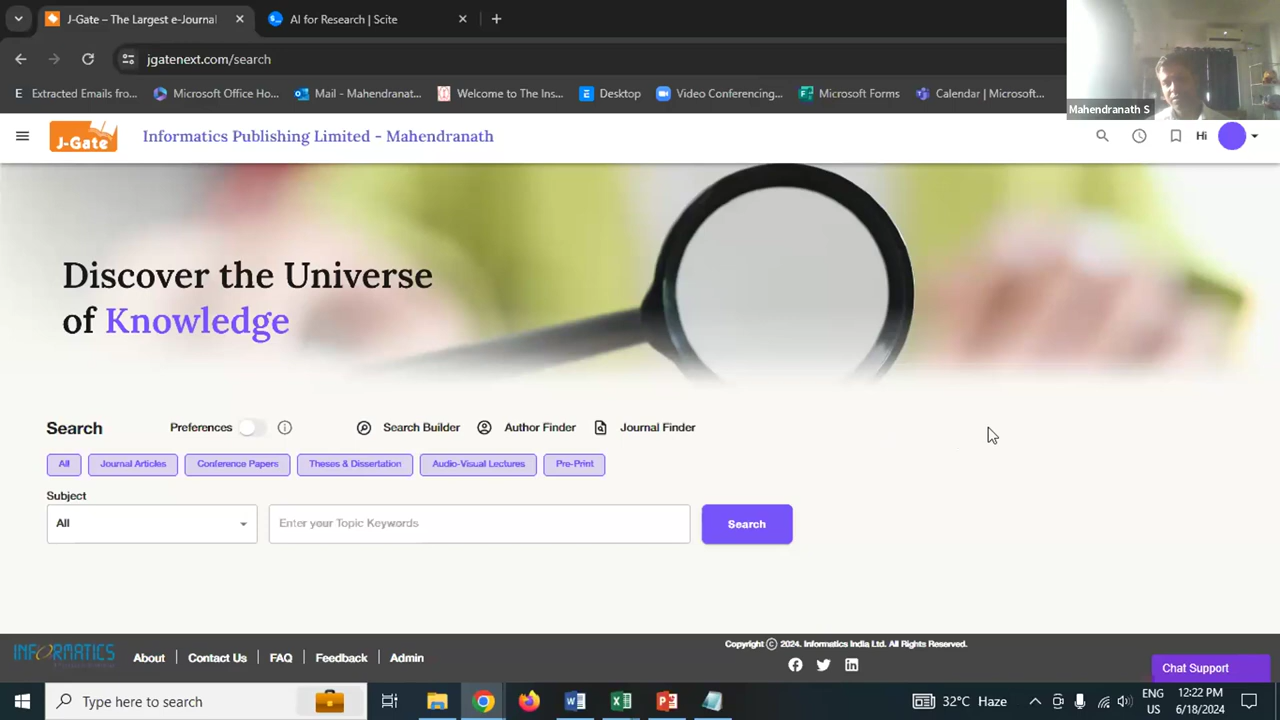 J-Gate – The Largest e-Journal
AI for Research | Scite
jgatenext.com/search
Extracted Emails fro...
Microsoft Office Ho...
Mail - Mahendranat...
Welcome to The Ins...
Desktop
Video Conferencing...
Microsoft Forms
Calendar | Microsoft...
Mahendranath S
J-Gate
Informatics Publishing Limited - Mahendranath
Hi
Discover the Universe
of Knowledge
Search
Preferences
Search Builder
Author Finder
Journal Finder
All
Journal Articles
Conference Papers
Theses & Dissertation
Audio-Visual Lectures
Pre-Print
Subject
All
Enter your Topic Keywords
Search
INFORMATICS
About
Contact Us
FAQ
Feedback
Admin
Copyright © 2024. Informatics India Ltd. All Rights Reserved.
Chat Support
Type here to search
32°C Haze
ENG
US
12:22 PM
6/18/2024